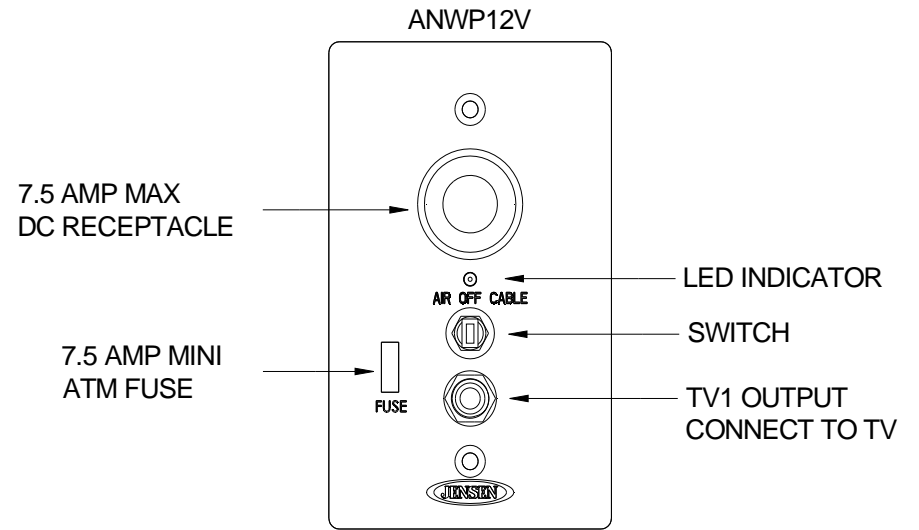 ANWP12V
7.5 AMP MAX
DC RECEPTACLE
LED INDICATOR
AIR OFF CABLE
SWITCH
7.5 AMP MINI
ATM FUSE
FUSE
TV1 OUTPUT
CONNECT TO TV
JENSEN